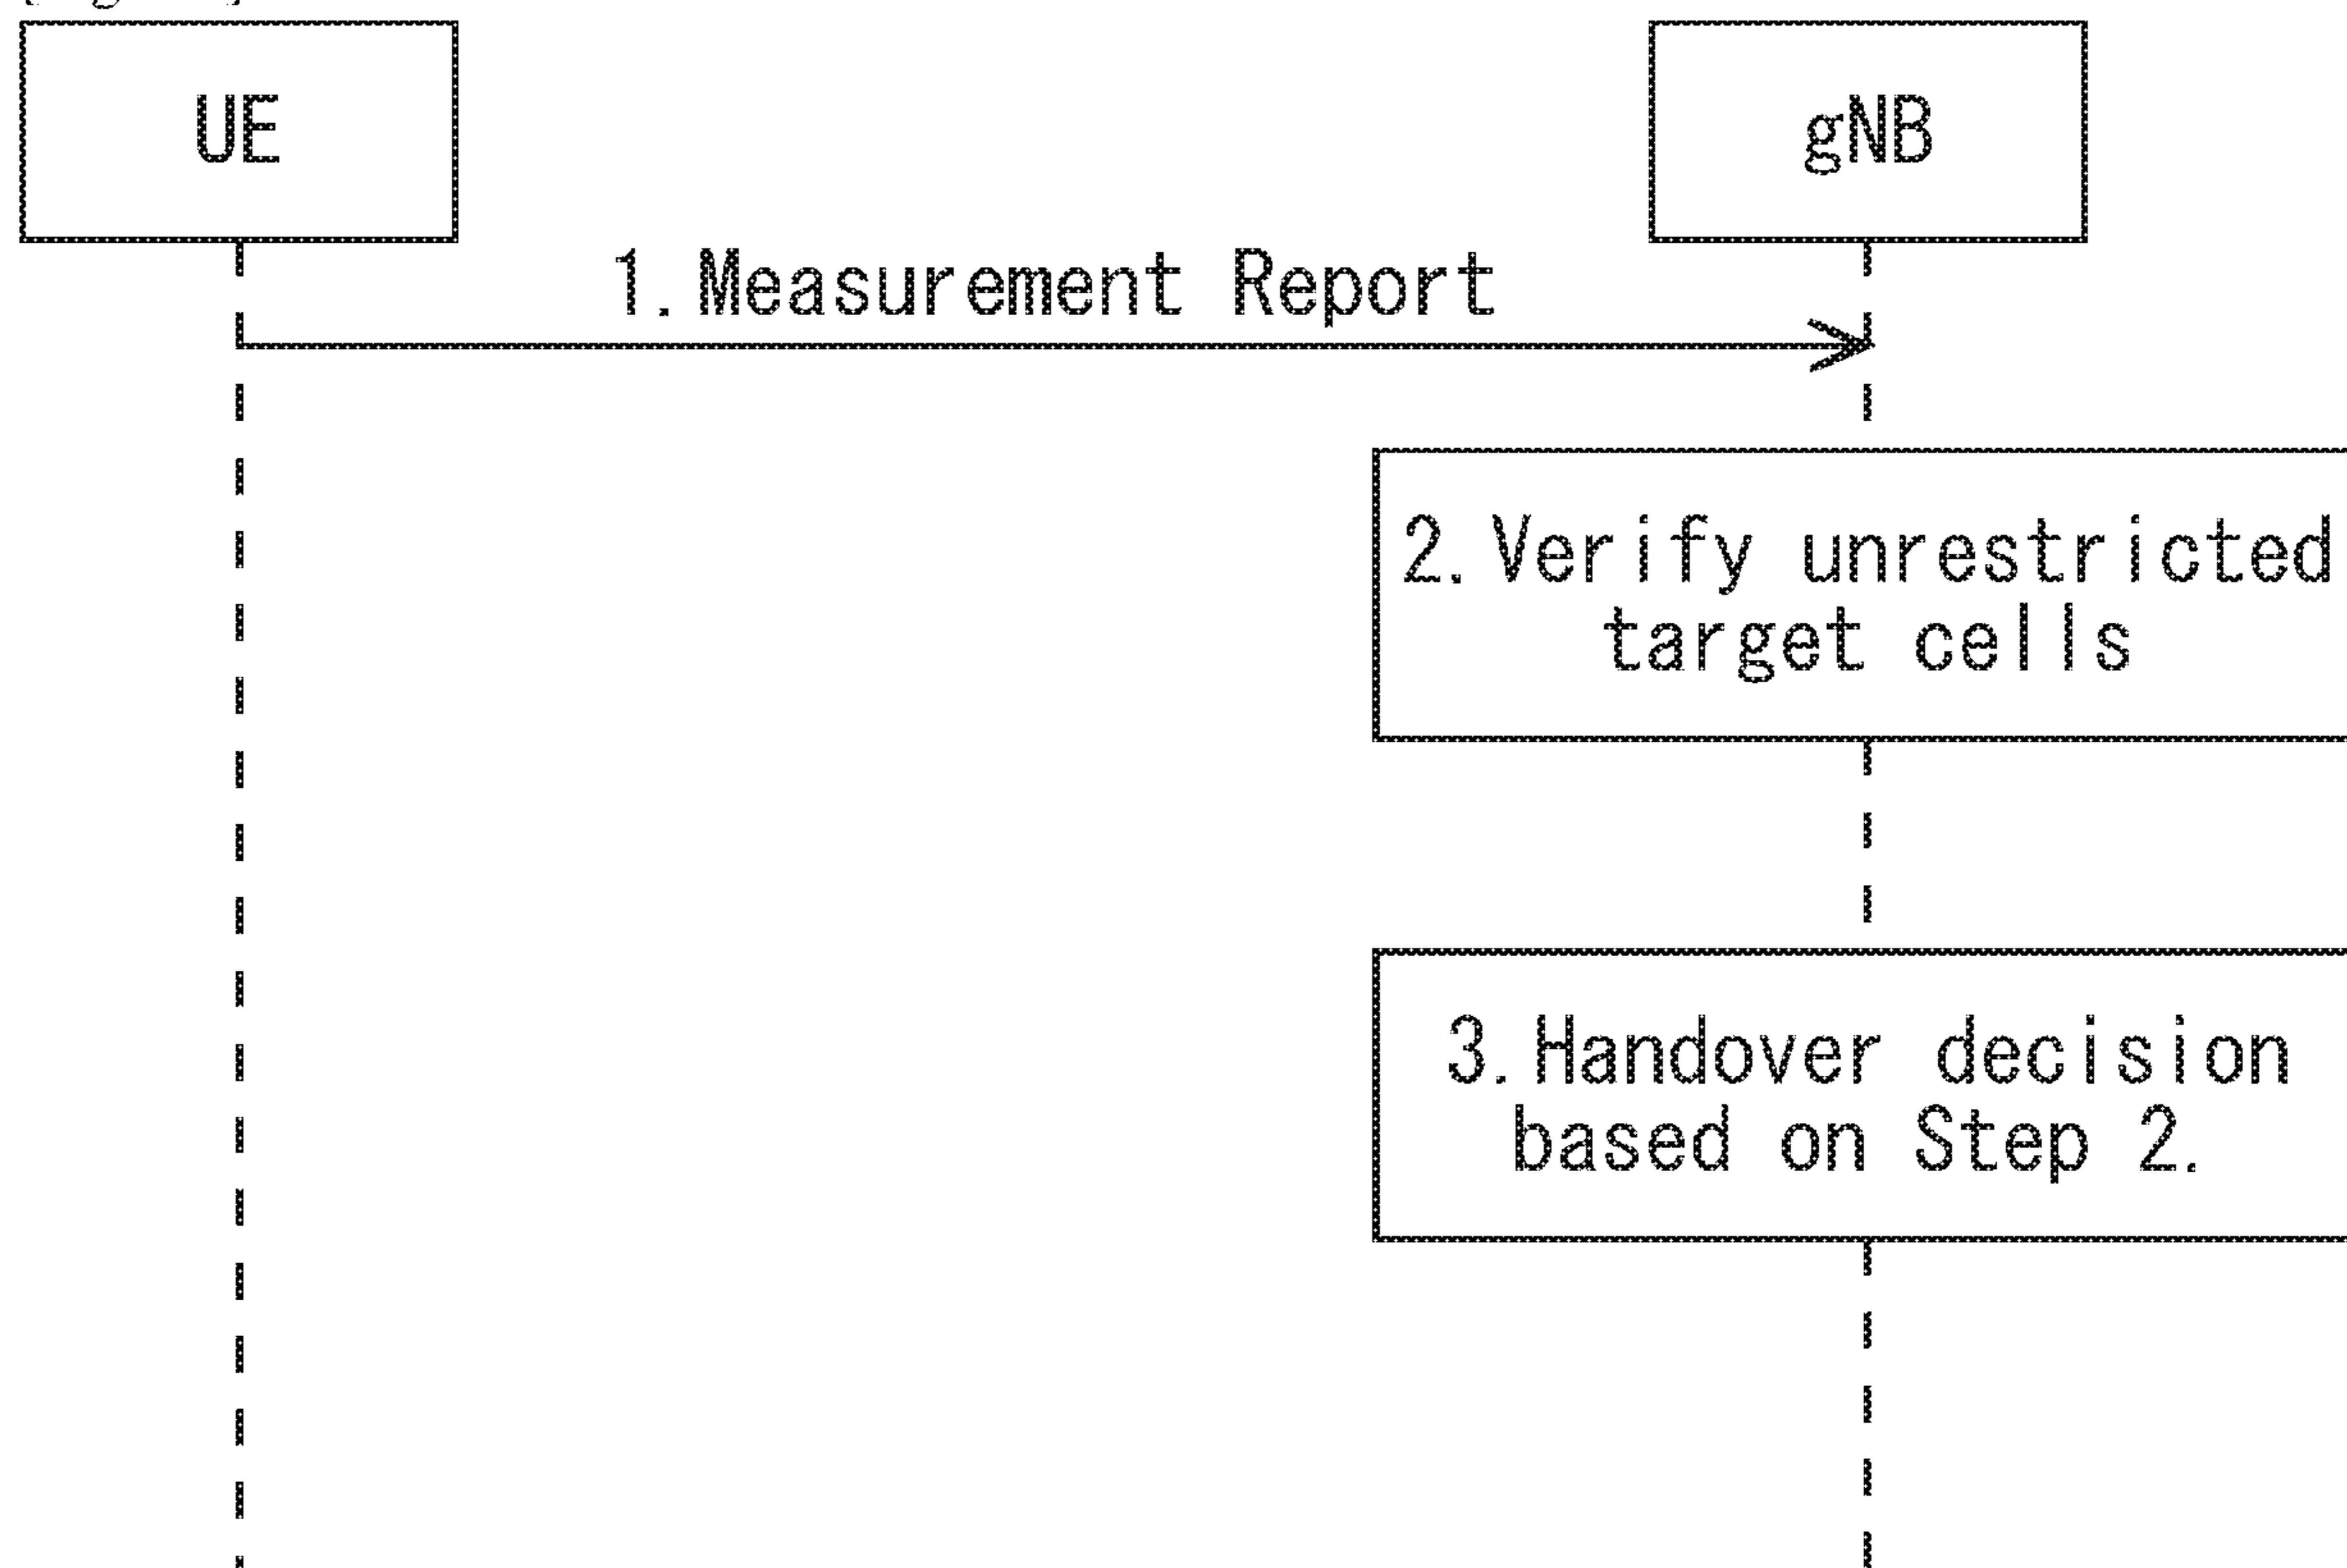 UE
gNB
1. Measurement Report
2. Verify unrestricted
target cells
3. Handover decision
based on Step 2.